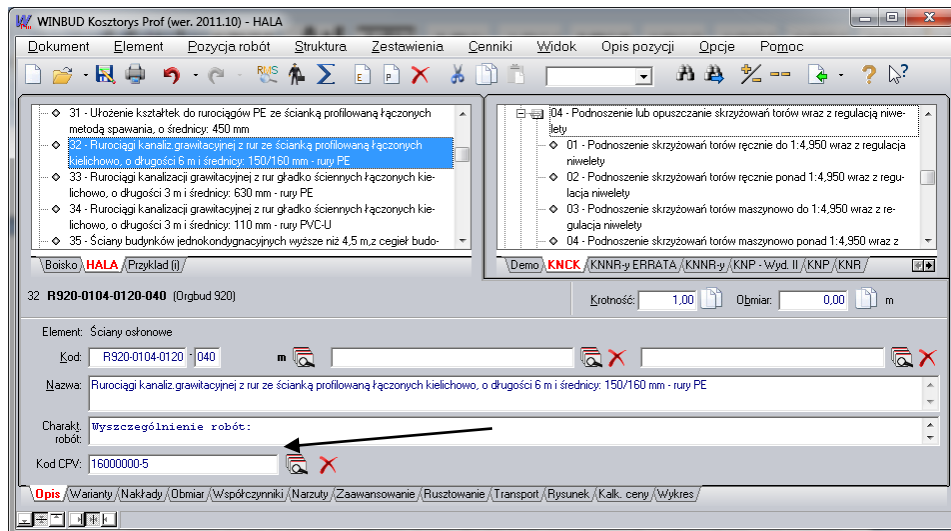 WINBUD Kosztorys Prof (wer. 2011.10) - HALA
Dokument Element Pozycja robót Struktura Zestawienia Cenniki Widok Opis pozycji Opcje Pomoc
31 - Ułożenie kształtek do rurociągów PE ze ścianką profilowaną łączonych
metodą spawania, o średnicy: 450 mm
32 - Rurociągi kanaliz.grawitacyjnej z rur ze ścianką profilowaną łączonych
kielichowo, o długości 6 m i średnicy: 150/160 mm - rury PE
33 - Rurociągi kanalizacji grawitacyjnej z rur gładko ściennych łączonych kie-
lichowo, o długości 3 m i średnicy: 630 mm - rury PE
34 - Rurociągi kanalizacji grawitacyjnej z rur gładko ściennych łączonych kie-
lichowo, o długości 3 m i średnicy: 110 mm - rury PVC-U
35 - Ściany budynków jednokondygnacyjnych wyższe niż 4,5 m,z cegieł budo-
Boisko HALA Przykład (i)
04 - Podnoszenie lub opuszczanie skrzyżowań torów wraz z regulacją niwe-
lety
01 - Podnoszenie skrzyżowań torów ręcznie do 1:4,950 wraz z regulacja
niwelety
02 - Podnoszenie skrzyżowań torów ręcznie ponad 1:4,950 wraz z regu-
lacja niwelety
03 - Podnoszenie skrzyżowań torów maszynowo do 1:4,950 wraz z re-
gulacja niwelety
04 - Podnoszenie skrzyżowań torów maszynowo ponad 1:4,950 wraz z
Demo KNCK KNNR-y ERRATA KNNR-y KNP - Wyd. II KNP KNR
32 R920-0104-0120-040 (Orgbud 920) Krotność: 1,00 Obmiar: 0,00 m
Element: Ściany osłonowe
Kod: R920-0104-0120 - 040 m
Nazwa: Rurociągi kanaliz.grawitacyjnej z rur ze ścianką profilowaną łączonych kielichowo, o długości 6 m i średnicy: 150/160 mm - rury PE
Charakt. robót: Wyszczególnienie robót:
Kod CPV: 16000000-5
Opis Warianty Nakłady Obmiar Współczynniki Narzuty Zaawansowanie Rusztowanie Transport Rysunek Kalk. ceny Wykres